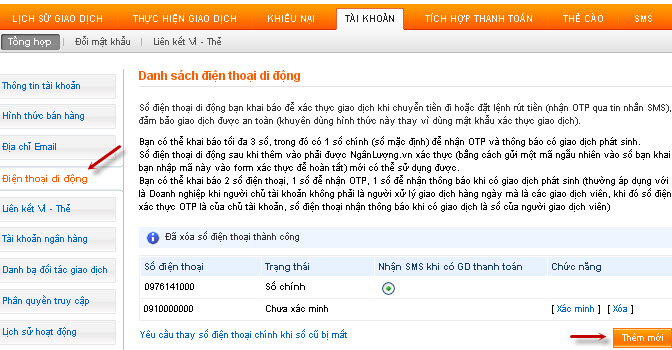 LỊCH SỬ GIAO DỊCH THỰC HIỆN GIAO DỊCH KHIẾU NẠI TÀI KHOẢN TÍCH HỢP THANH TOÁN THẺ CÀO SMS
Tổng hợp | Đổi mật khẩu | Liên kết Ví - Thẻ
Thông tin tài khoản
Hình thức bán hàng
Địa chỉ Email
Điện thoại di động
Liên kết Ví - Thẻ
Tài khoản ngân hàng
Danh bạ đối tác giao dịch
Phân quyền truy cập
Lịch sử hoạt động
Danh sách điện thoại di động
Số điện thoại di động bạn khai báo để xác thực giao dịch khi chuyển tiền đi hoặc đặt lệnh rút tiền (nhận OTP qua tin nhắn SMS),
đảm bảo giao dịch được an toàn (khuyên dùng hình thức này thay vì dùng mật khẩu xác thực giao dịch).
Bạn có thể khai báo tối đa 3 số, trong đó có 1 số chính (số mặc định) để nhận OTP và thông báo có giao dịch phát sinh.
Số điện thoại di động sau khi thêm vào phải được NgânLượng.vn xác thực (bằng cách gửi một mã ngẫu nhiên vào số bạn khai
bạn nhập mã này vào form xác thực để hoàn tất) mới có thể sử dụng được.
Bạn có thể khai báo 2 số điện thoại, 1 số để nhận OTP, 1 số để nhận thông báo khi có giao dịch phát sinh (thường áp dụng với
là Doanh nghiệp khi người chủ tài khoản không phải là người xử lý giao dịch hàng ngày mà là các giao dịch viên, khi đó số điện
xác thực OTP là của chủ tài khoản, số điện thoại nhận thông báo khi có giao dịch là số của người giao dịch viên)
Đã xóa số điện thoại thành công
Số điện thoại Trạng thái Nhận SMS khi có GD thanh toán Chức năng
0976141000 Số chính
0910000000 Chưa xác minh [ Xác minh ] [ Xóa ]
Yêu cầu thay số điện thoại chính khi số cũ bị mất Thêm mới